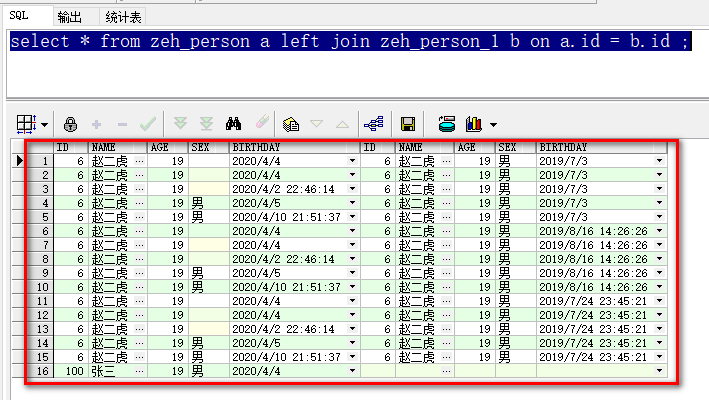 SQL 输出 统计表
select * from zeh_person a left join zeh_person_1 b on a.id = b.id ;
ID NAME AGE SEX BIRTHDAY ID NAME AGE SEX BIRTHDAY
1 6 赵二虎 ... 19 2020/4/4 6 赵二虎 ... 19 男 2019/7/3
2 6 赵二虎 ... 19 2020/4/4 6 赵二虎 ... 19 男 2019/7/3
3 6 赵二虎 ... 19 2020/4/2 22:46:14 6 赵二虎 ... 19 男 2019/7/3
4 6 赵二虎 ... 19 男 2020/4/5 6 赵二虎 ... 19 男 2019/7/3
5 6 赵二虎 ... 19 男 2020/4/10 21:51:37 6 赵二虎 ... 19 男 2019/7/3
6 6 赵二虎 ... 19 2020/4/4 6 赵二虎 ... 19 男 2019/8/16 14:26:26
7 6 赵二虎 ... 19 2020/4/4 6 赵二虎 ... 19 男 2019/8/16 14:26:26
8 6 赵二虎 ... 19 2020/4/2 22:46:14 6 赵二虎 ... 19 男 2019/8/16 14:26:26
9 6 赵二虎 ... 19 男 2020/4/5 6 赵二虎 ... 19 男 2019/8/16 14:26:26
10 6 赵二虎 ... 19 男 2020/4/10 21:51:37 6 赵二虎 ... 19 男 2019/8/16 14:26:26
11 6 赵二虎 ... 19 2020/4/4 6 赵二虎 ... 19 男 2019/7/24 23:45:21
12 6 赵二虎 ... 19 2020/4/4 6 赵二虎 ... 19 男 2019/7/24 23:45:21
13 6 赵二虎 ... 19 2020/4/2 22:46:14 6 赵二虎 ... 19 男 2019/7/24 23:45:21
14 6 赵二虎 ... 19 男 2020/4/5 6 赵二虎 ... 19 男 2019/7/24 23:45:21
15 6 赵二虎 ... 19 男 2020/4/10 21:51:37 6 赵二虎 ... 19 男 2019/7/24 23:45:21
16 100 张三 ... 19 男 2020/4/4 ...